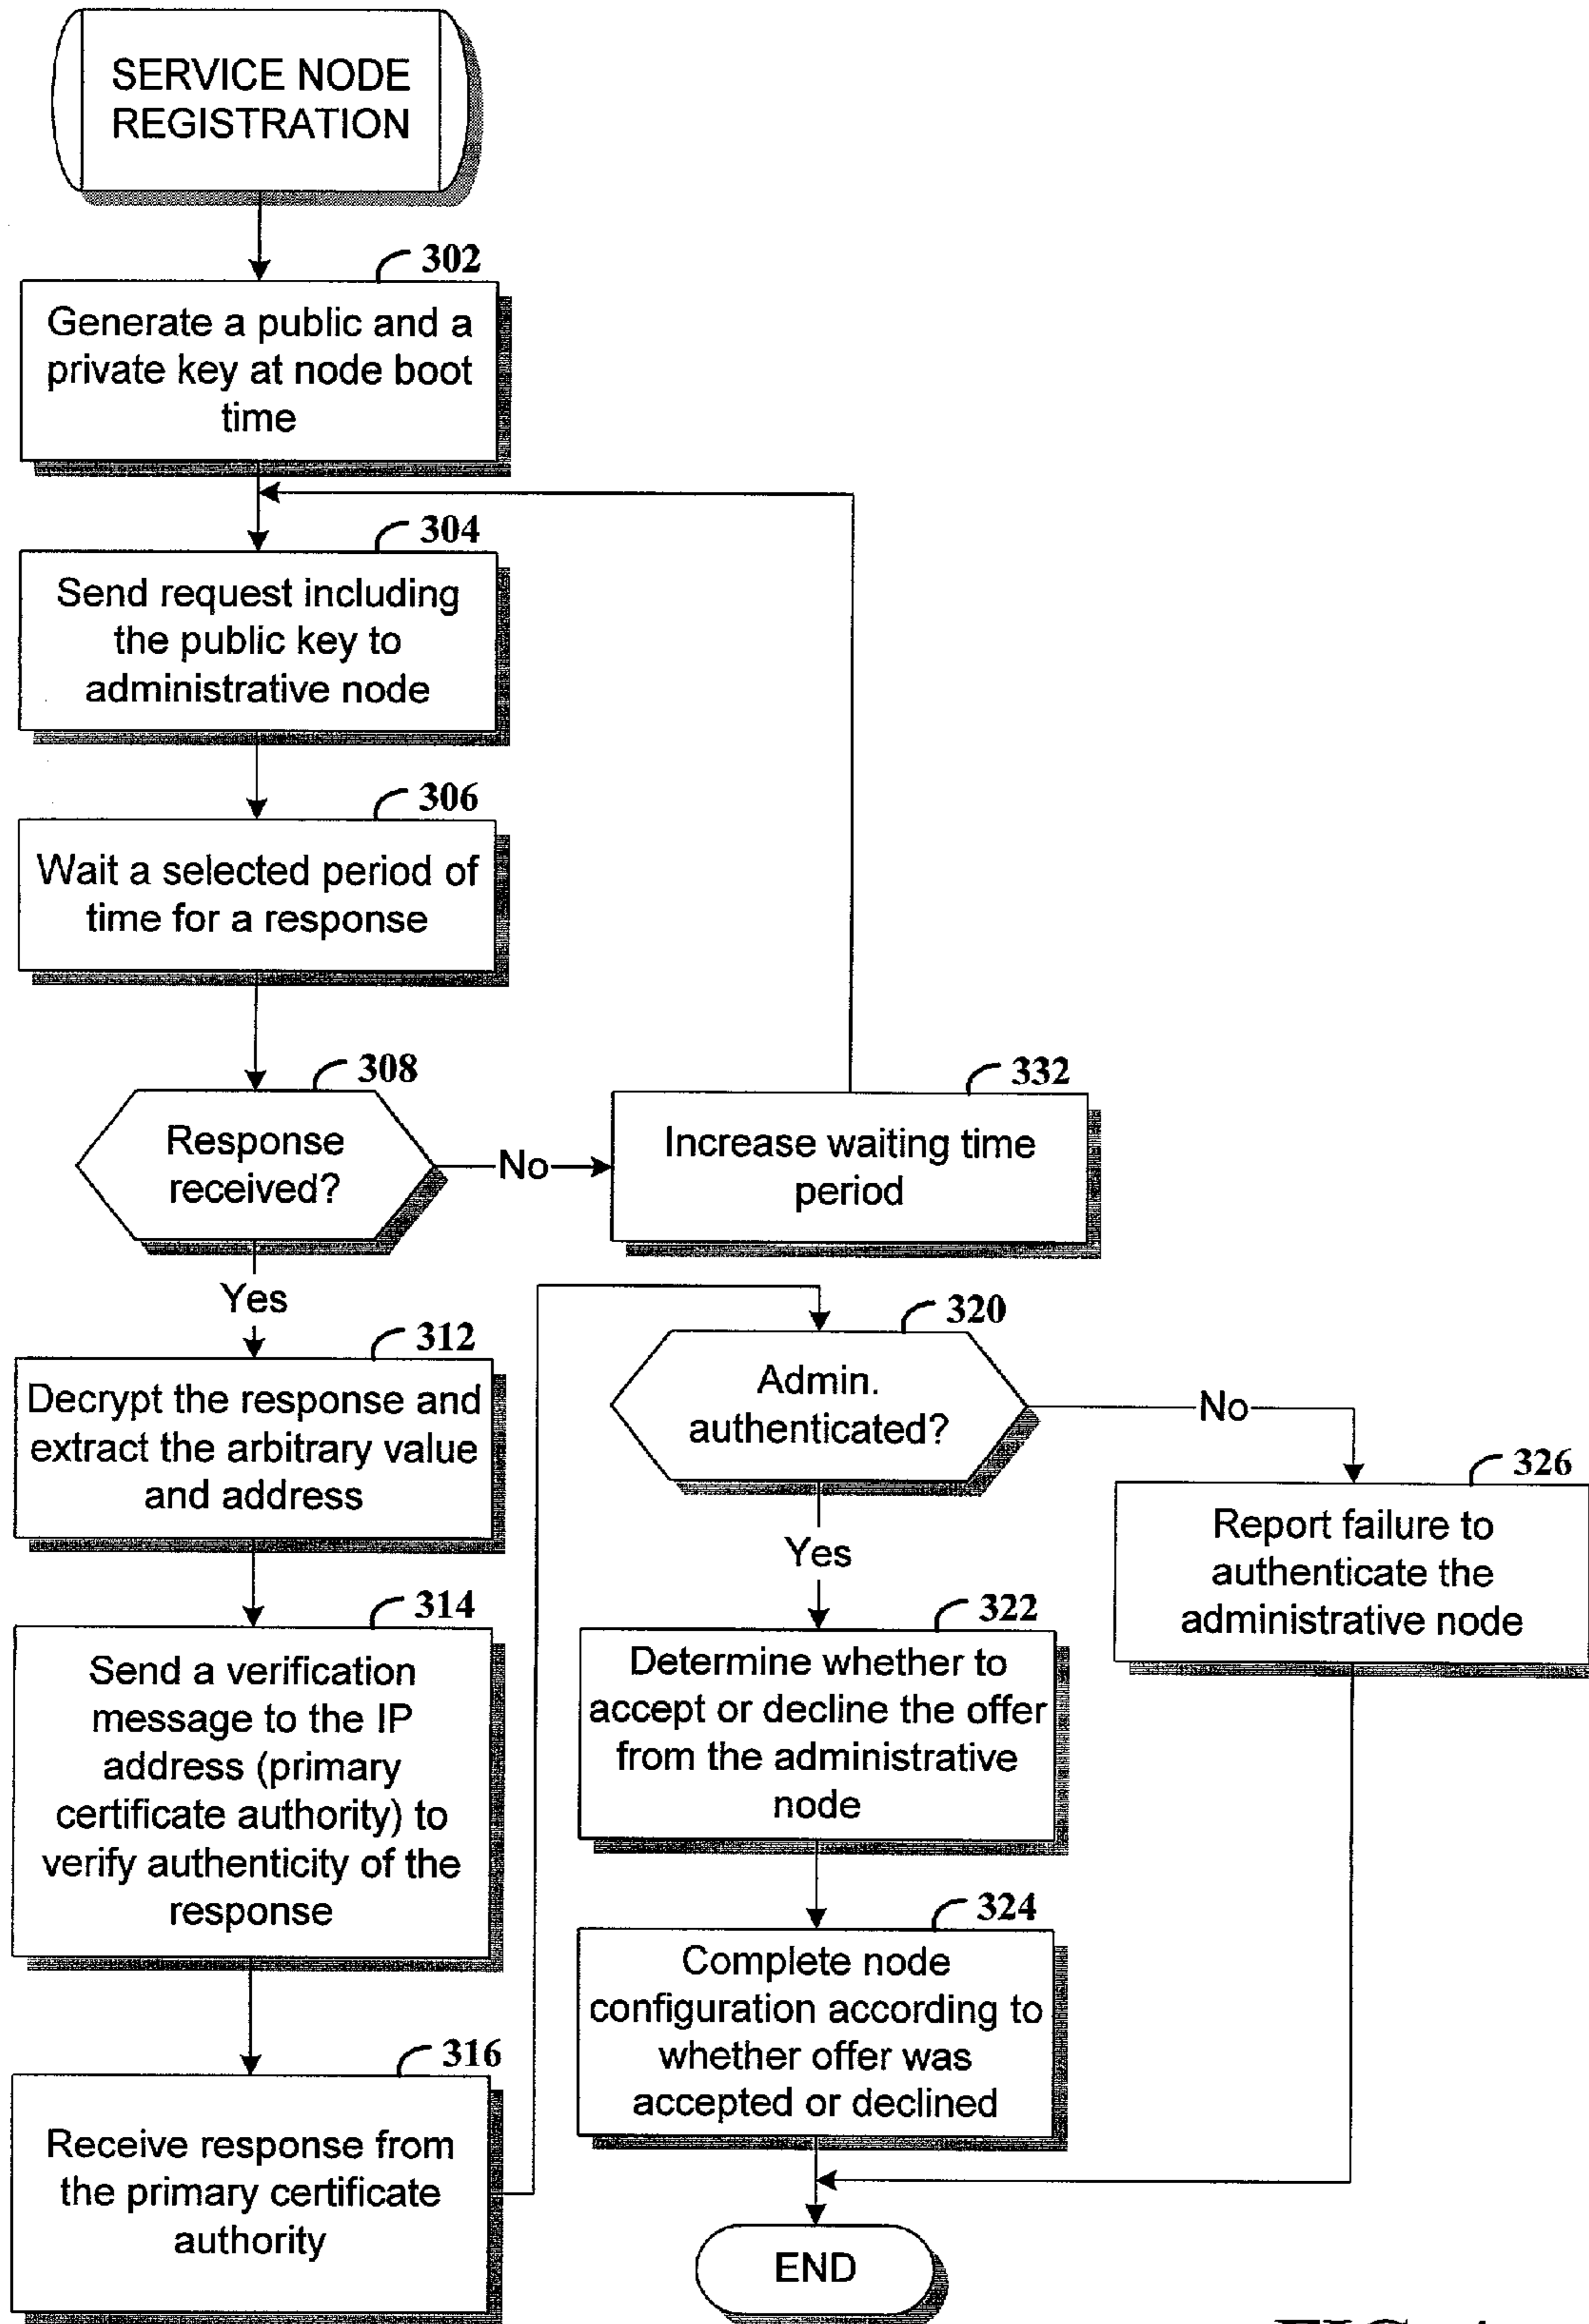 SERVICE NODE
REGISTRATION
302
Generate a public and a
private key at node boot
time
304
Send request including
the public key to
administrative node
306
Wait a selected period of
time for a response
308
Response
received?
No
332
Increase waiting time
period
Yes
312
Decrypt the response and
extract the arbitrary value
and address
314
Send a verification
message to the IP
address (primary
certificate authority) to
verify authenticity of the
response
316
Receive response from
the primary certificate
authority
320
Admin.
authenticated?
No
326
Report failure to
authenticate the
administrative node
Yes
322
Determine whether to
accept or decline the offer
from the administrative
node
324
Complete node
configuration according to
whether offer was
accepted or declined
END